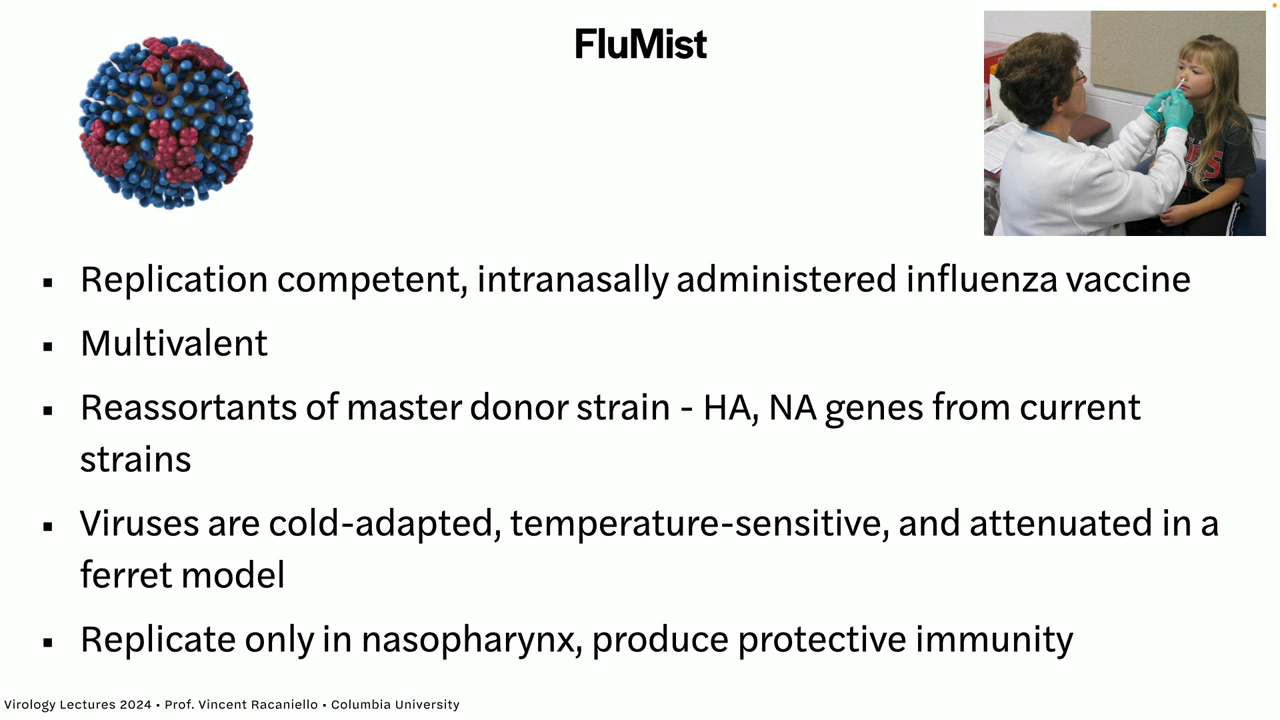 FluMist
▪ Replication competent, intranasally administered influenza vaccine
▪ Multivalent
▪ Reassortants of master donor strain - HA, NA genes from current
strains
▪ Viruses are cold-adapted, temperature-sensitive, and attenuated in a
ferret model
▪ Replicate only in nasopharynx, produce protective immunity
Virology Lectures 2024 • Prof. Vincent Racaniello • Columbia University